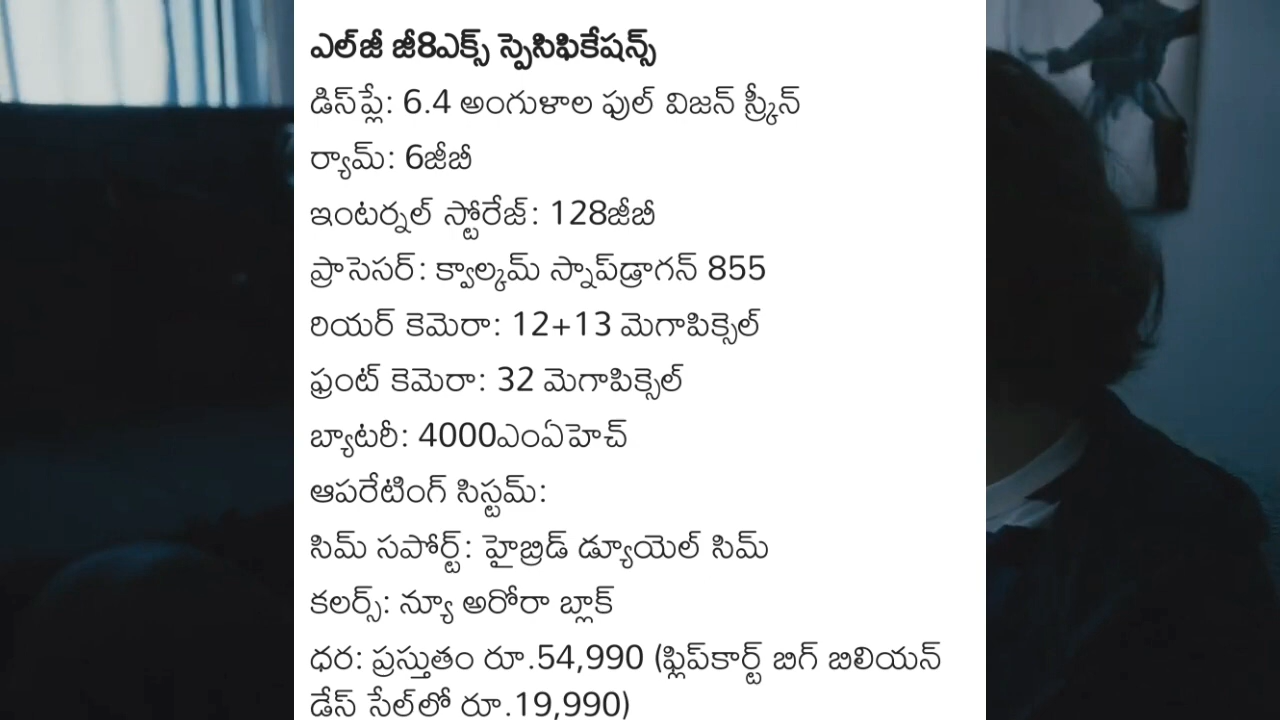 ఎల్‌జీ జీ8ఎక్స్ స్పెసిఫికేషన్స్
డిస్‌ప్లే: 6.4 అంగుళాల ఫుల్ విజన్ స్క్రీన్
ర్యామ్: 6జీబీ
ఇంటర్నల్ స్టోరేజ్: 128జీబీ
ప్రాసెసర్: క్వాల్కమ్ స్నాప్‌డ్రాగన్ 855
రియర్ కెమెరా: 12+13 మెగాపిక్సెల్
ఫ్రంట్ కెమెరా: 32 మెగాపిక్సెల్
బ్యాటరీ: 4000ఎంఏహెచ్
ఆపరేటింగ్ సిస్టమ్:
సిమ్ సపోర్ట్: హైబ్రిడ్ డ్యూయెల్ సిమ్
కలర్స్: న్యూ అరోరా బ్లాక్
ధర: ప్రస్తుతం రూ.54,990 (ఫ్లిప్‌కార్ట్ బిగ్ బిలియన్
డేస్ సేల్‌లో రూ.19,990)